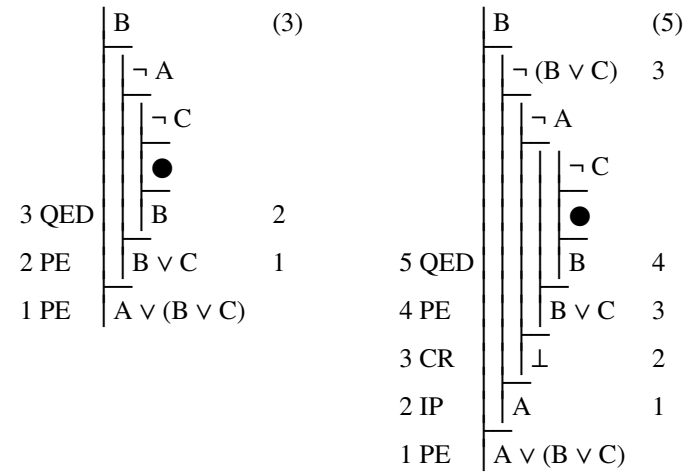 B (3)
¬ A
¬ C
●
3 QED B 2
2 PE B ∨ C 1
1 PE A ∨ (B ∨ C)
B (5)
¬ (B ∨ C) 3
¬ A
¬ C
●
5 QED B 4
4 PE B ∨ C 3
3 CR ⊥ 2
2 IP A 1
1 PE A ∨ (B ∨ C)